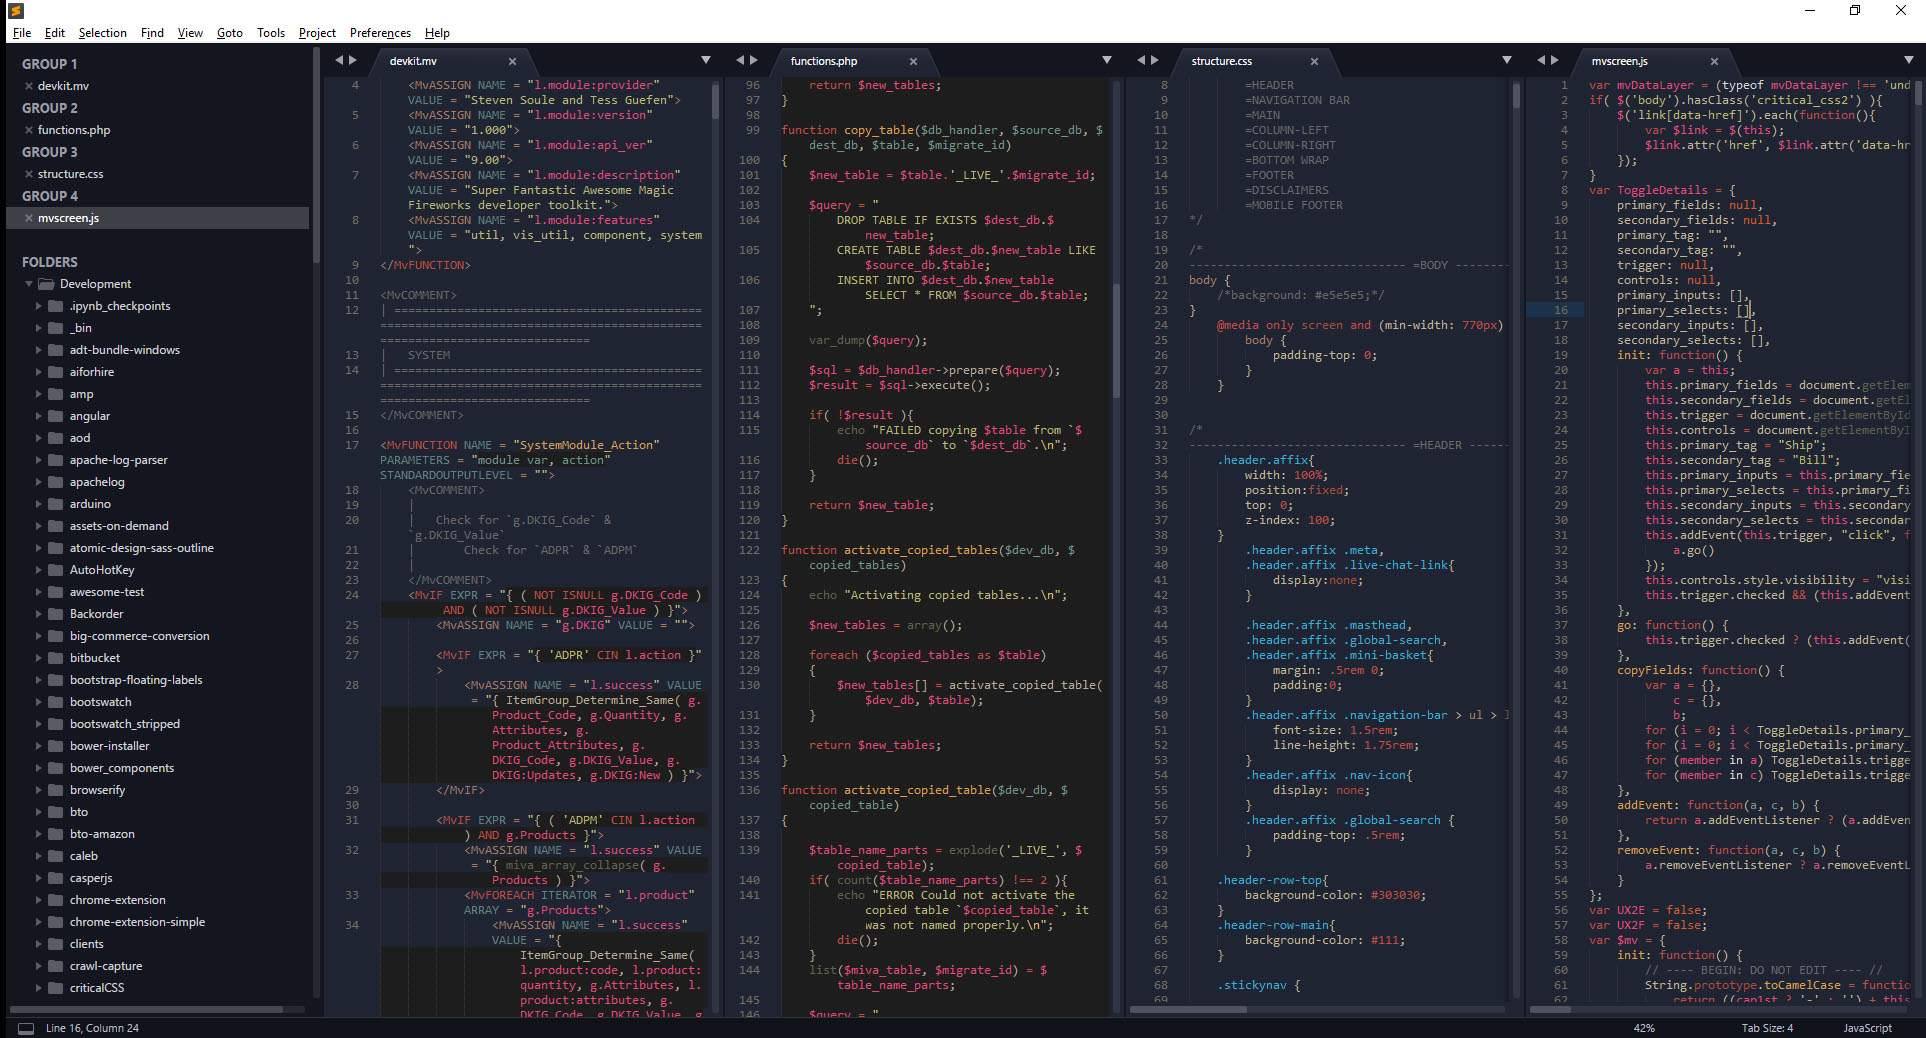 File Edit Selection Find View Goto Tools Project Preferences Help
GROUP 1
devkit.mv
GROUP 2
functions.php
GROUP 3
structure.css
GROUP 4
mvscreen.js
FOLDERS
Development
.ipynb_checkpoints
_bin
adt-bundle-windows
aiforhire
amp
angular
aod
apache-log-parser
apachelog
arduino
assets-on-demand
atomic-design-sass-outline
AutoHotKey
awesome-test
Backorder
big-commerce-conversion
bitbucket
bootstrap-floating-labels
bootswatch
bootswatch_stripped
bower-installer
bower_components
browserify
bto
bto-amazon
caleb
casperjs
chrome-extension
chrome-extension-simple
clients
crawl-capture
criticalCSS
devkit.mv
4 <MvASSIGN NAME = "l.module:provider"
VALUE = "Steven Soule and Tess Guefen">
5 <MvASSIGN NAME = "l.module:version"
VALUE = "1.000">
6 <MvASSIGN NAME = "l.module:api_ver"
VALUE = "9.00">
7 <MvASSIGN NAME = "l.module:description"
VALUE = "Super Fantastic Awesome Magic
Fireworks developer toolkit.">
8 <MvASSIGN NAME = "l.module:features"
VALUE = "util, vis_util, component, system
">
9 </MvFUNCTION>
10
11 <MvCOMMENT>
12 | ============================================
==============================================
==============================
13 | SYSTEM
14 | ============================================
==============================================
==============================
15 </MvCOMMENT>
16
17 <MvFUNCTION NAME = "SystemModule_Action"
PARAMETERS = "module var, action"
STANDARDOUTPUTLEVEL = "">
18 <MvCOMMENT>
19 |
20 | Check for `g.DKIG_Code` &
`g.DKIG_Value`
21 | Check for `ADPR` & `ADPM`
22 |
23 </MvCOMMENT>
24 <MvIF EXPR = "{ ( NOT ISNULL g.DKIG_Code )
AND ( NOT ISNULL g.DKIG_Value ) }">
25 <MvASSIGN NAME = "g.DKIG" VALUE = "">
26
27 <MvIF EXPR = "{ 'ADPR' CIN l.action }"
>
28 <MvASSIGN NAME = "l.success" VALUE
= "{ ItemGroup_Determine_Same( g.
Product_Code, g.Quantity, g.
Attributes, g.
Product_Attributes, g.
DKIG_Code, g.DKIG_Value, g.
DKIG:Updates, g.DKIG:New ) }">
29 </MvIF>
30
31 <MvIF EXPR = "{ ( 'ADPM' CIN l.action
) AND g.Products }">
32 <MvASSIGN NAME = "l.success" VALUE
= "{ miva_array_collapse( g.
Products ) }">
33 <MvFOREACH ITERATOR = "l.product"
ARRAY = "g.Products">
34 <MvASSIGN NAME = "l.success"
VALUE = "{
ItemGroup_Determine_Same(
l.product:code, l.product:
quantity, g.Attributes, l.
product:attributes, g.
DKIG_Code, g.DKIG_Value, g
functions.php
96 return $new_tables;
97 }
98
99 function copy_table($db_handler, $source_db, $
dest_db, $table, $migrate_id)
100 {
101 $new_table = $table.'_LIVE_'.$migrate_id;
102
103 $query = "
104 DROP TABLE IF EXISTS $dest_db.$
new_table;
105 CREATE TABLE $dest_db.$new_table LIKE
$source_db.$table;
106 INSERT INTO $dest_db.$new_table
SELECT * FROM $source_db.$table;
107 ";
108
109 var_dump($query);
110
111 $sql = $db_handler->prepare($query);
112 $result = $sql->execute();
113
114 if( !$result ){
115 echo "FAILED copying $table from `$
source_db` to `$dest_db`.\n";
116 die();
117 }
118
119 return $new_table;
120 }
121
122 function activate_copied_tables($dev_db, $
copied_tables)
123 {
124 echo "Activating copied tables...\n";
125
126 $new_tables = array();
127
128 foreach ($copied_tables as $table)
129 {
130 $new_tables[] = activate_copied_table(
$dev_db, $table);
131 }
132
133 return $new_tables;
134 }
135
136 function activate_copied_table($dev_db, $
copied_table)
137 {
138
139 $table_name_parts = explode('_LIVE_', $
copied_table);
140 if( count($table_name_parts) !== 2 ){
141 echo "ERROR Could not activate the
copied table `$copied_table`, it
was not named properly.\n";
142 die();
143 }
144 list($miva_table, $migrate_id) = $
table_name_parts;
145
146 $query = "
structure.css
8 =HEADER
9 =NAVIGATION BAR
10 =MAIN
11 =COLUMN-LEFT
12 =COLUMN-RIGHT
13 =BOTTOM WRAP
14 =FOOTER
15 =DISCLAIMERS
16 =MOBILE FOOTER
17 */
18
19 /*
20 ------------------------------- =BODY --------
21 body {
22 /*background: #e5e5e5;*/
23 }
24 @media only screen and (min-width: 770px)
25 body {
26 padding-top: 0;
27 }
28 }
29
30
31 /*
32 ------------------------------- =HEADER ------
33 .header.affix{
34 width: 100%;
35 position:fixed;
36 top: 0;
37 z-index: 100;
38 }
39 .header.affix .meta,
40 .header.affix .live-chat-link{
41 display:none;
42 }
43
44 .header.affix .masthead,
45 .header.affix .global-search,
46 .header.affix .mini-basket{
47 margin: .5rem 0;
48 padding:0;
49 }
50 .header.affix .navigation-bar > ul > l
51 font-size: 1.5rem;
52 line-height: 1.75rem;
53 }
54 .header.affix .nav-icon{
55 display: none;
56 }
57 .header.affix .global-search {
58 padding-top: .5rem;
59 }
60
61 .header-row-top{
62 background-color: #303030;
63 }
64 .header-row-main{
65 background-color: #111;
66 }
67
68 .stickynav {
69
mvscreen.js
1 var mvDataLayer = (typeof mvDataLayer !== 'und
2 if( $('body').hasClass('critical_css2') ){
3 $('link[data-href]').each(function(){
4 var $link = $(this);
5 $link.attr('href', $link.attr('data-hr
6 });
7 }
8 var ToggleDetails = {
9 primary_fields: null,
10 secondary_fields: null,
11 primary_tag: "",
12 secondary_tag: "",
13 trigger: null,
14 controls: null,
15 primary_inputs: [],
16 primary_selects: [],
17 secondary_inputs: [],
18 secondary_selects: [],
19 init: function() {
20 var a = this;
21 this.primary_fields = document.getElem
22 this.secondary_fields = document.getEl
23 this.trigger = document.getElementById
24 this.controls = document.getElementByI
25 this.primary_tag = "Ship";
26 this.secondary_tag = "Bill";
27 this.primary_inputs = this.primary_fie
28 this.primary_selects = this.primary_fi
29 this.secondary_inputs = this.secondary
30 this.secondary_selects = this.secondar
31 this.addEvent(this.trigger, "click", f
32 a.go()
33 });
34 this.controls.style.visibility = "visi
35 this.trigger.checked && (this.addEvent
36 },
37 go: function() {
38 this.trigger.checked ? (this.addEvent(
39 },
40 copyFields: function() {
41 var a = {},
42 c = {},
43 b;
44 for (i = 0; i < ToggleDetails.primary_
45 for (i = 0; i < ToggleDetails.primary_
46 for (member in a) ToggleDetails.trigge
47 for (member in c) ToggleDetails.trigge
48 },
49 addEvent: function(a, c, b) {
50 return a.addEventListener ? (a.addEven
51 },
52 removeEvent: function(a, c, b) {
53 a.removeEventListener ? a.removeEventL
54 }
55 };
56 var UX2E = false;
57 var UX2F = false;
58 var $mv = {
59 init: function() {
60 // ---- BEGIN: DO NOT EDIT ---- //
61 String.prototype.toCamelCase = functio
62 return ((cap1st ? '-' : '') + this
Line 16, Column 24
42%
Tab Size: 4
JavaScript